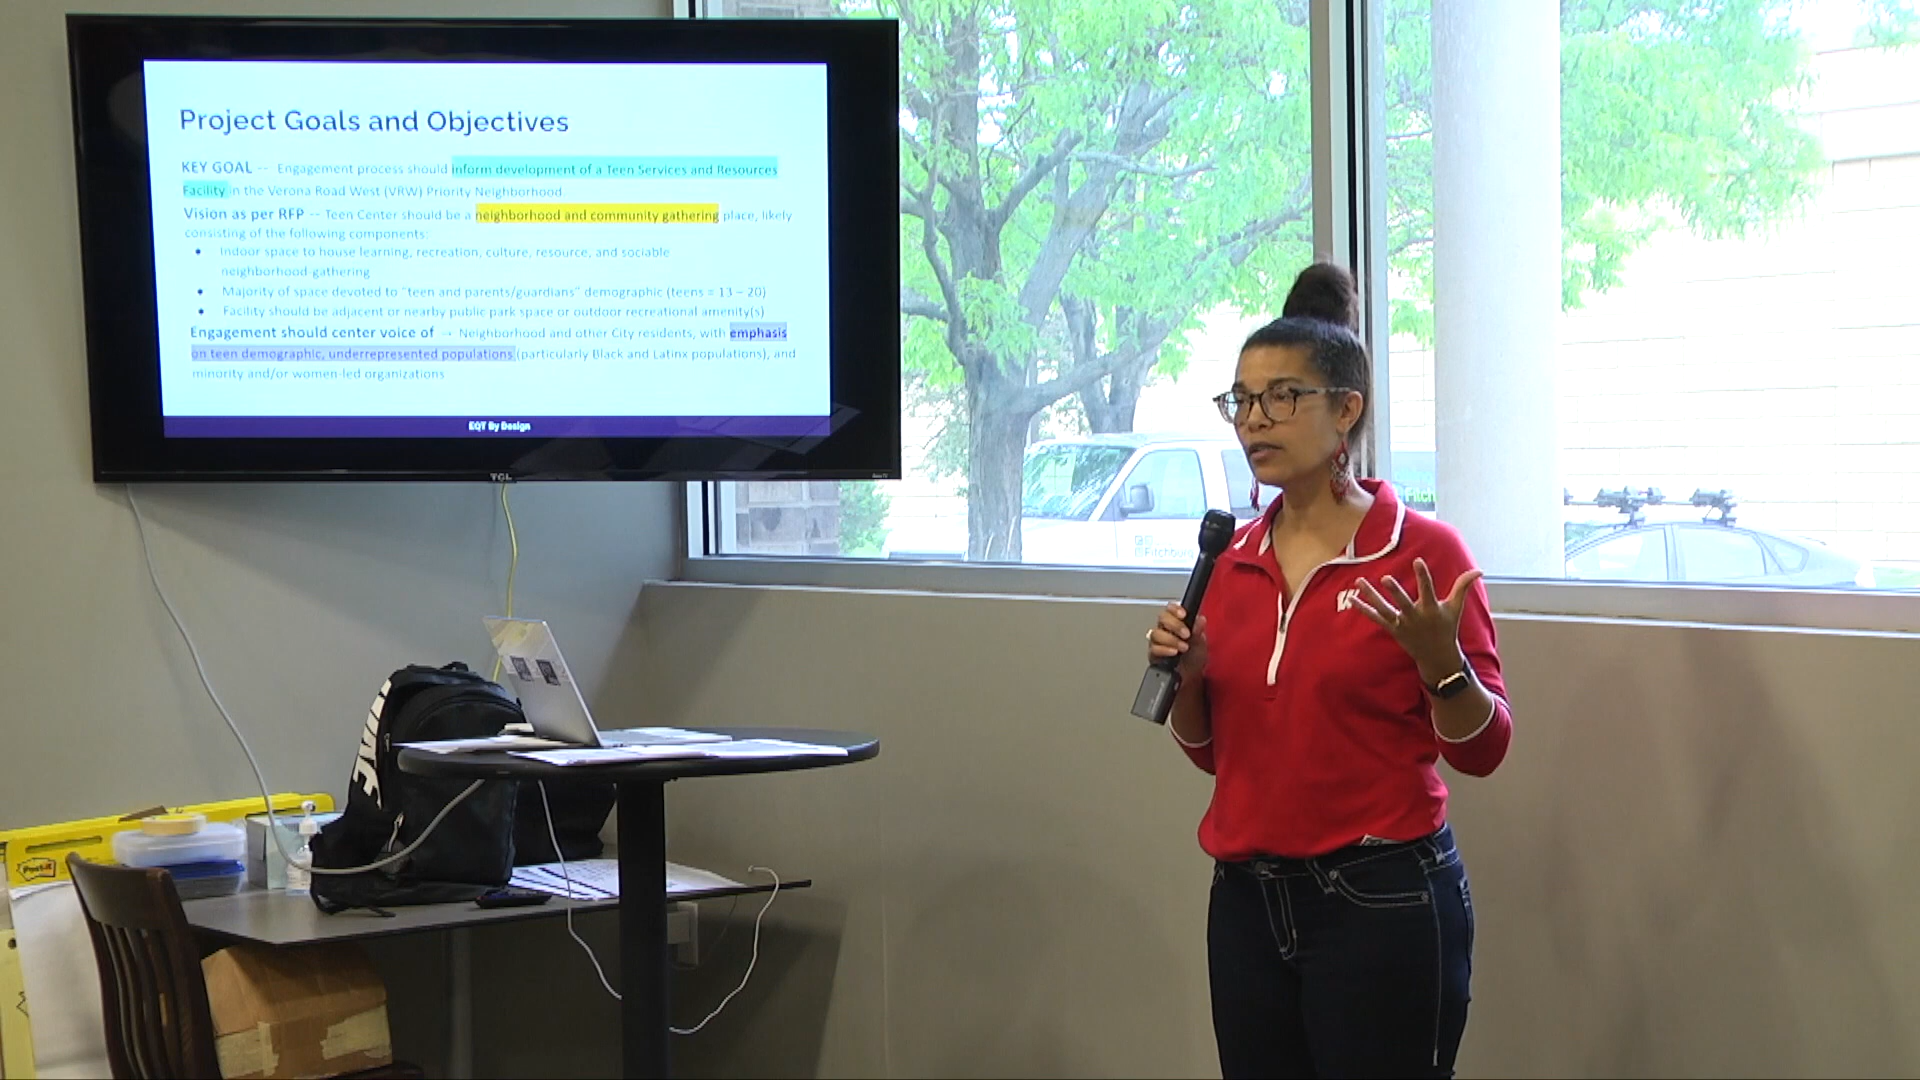 Project Goals and Objectives
KEY GOAL -- Engagement process should inform development of a Teen Services and Resources
Facility in the Verona Road West (VRW) Priority Neighborhood
Vision as per RFP -- Teen Center should be a neighborhood and community gathering place, likely
consisting of the following components:
• Indoor space to house learning, recreation, culture, resource, and sociable
neighborhood-gathering
• Majority of space devoted to "teen and parents/guardians" demographic (teens = 13 – 20)
• Facility should be adjacent or nearby public park space or outdoor recreational amenity(s)
Engagement should center voice of → Neighborhood and other City residents, with emphasis
on teen demographic, underrepresented populations (particularly Black and Latinx populations), and
minority and/or women-led organizations
EQT By Design
TCL
Fitchburg
W
NIKE
Post-it